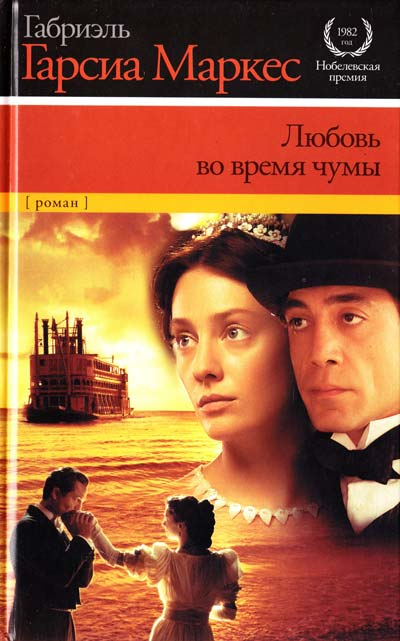 Габриэль
Гарсиа Маркес
1982
год
Нобелевская
премия
Любовь
во время чумы
[ роман ]